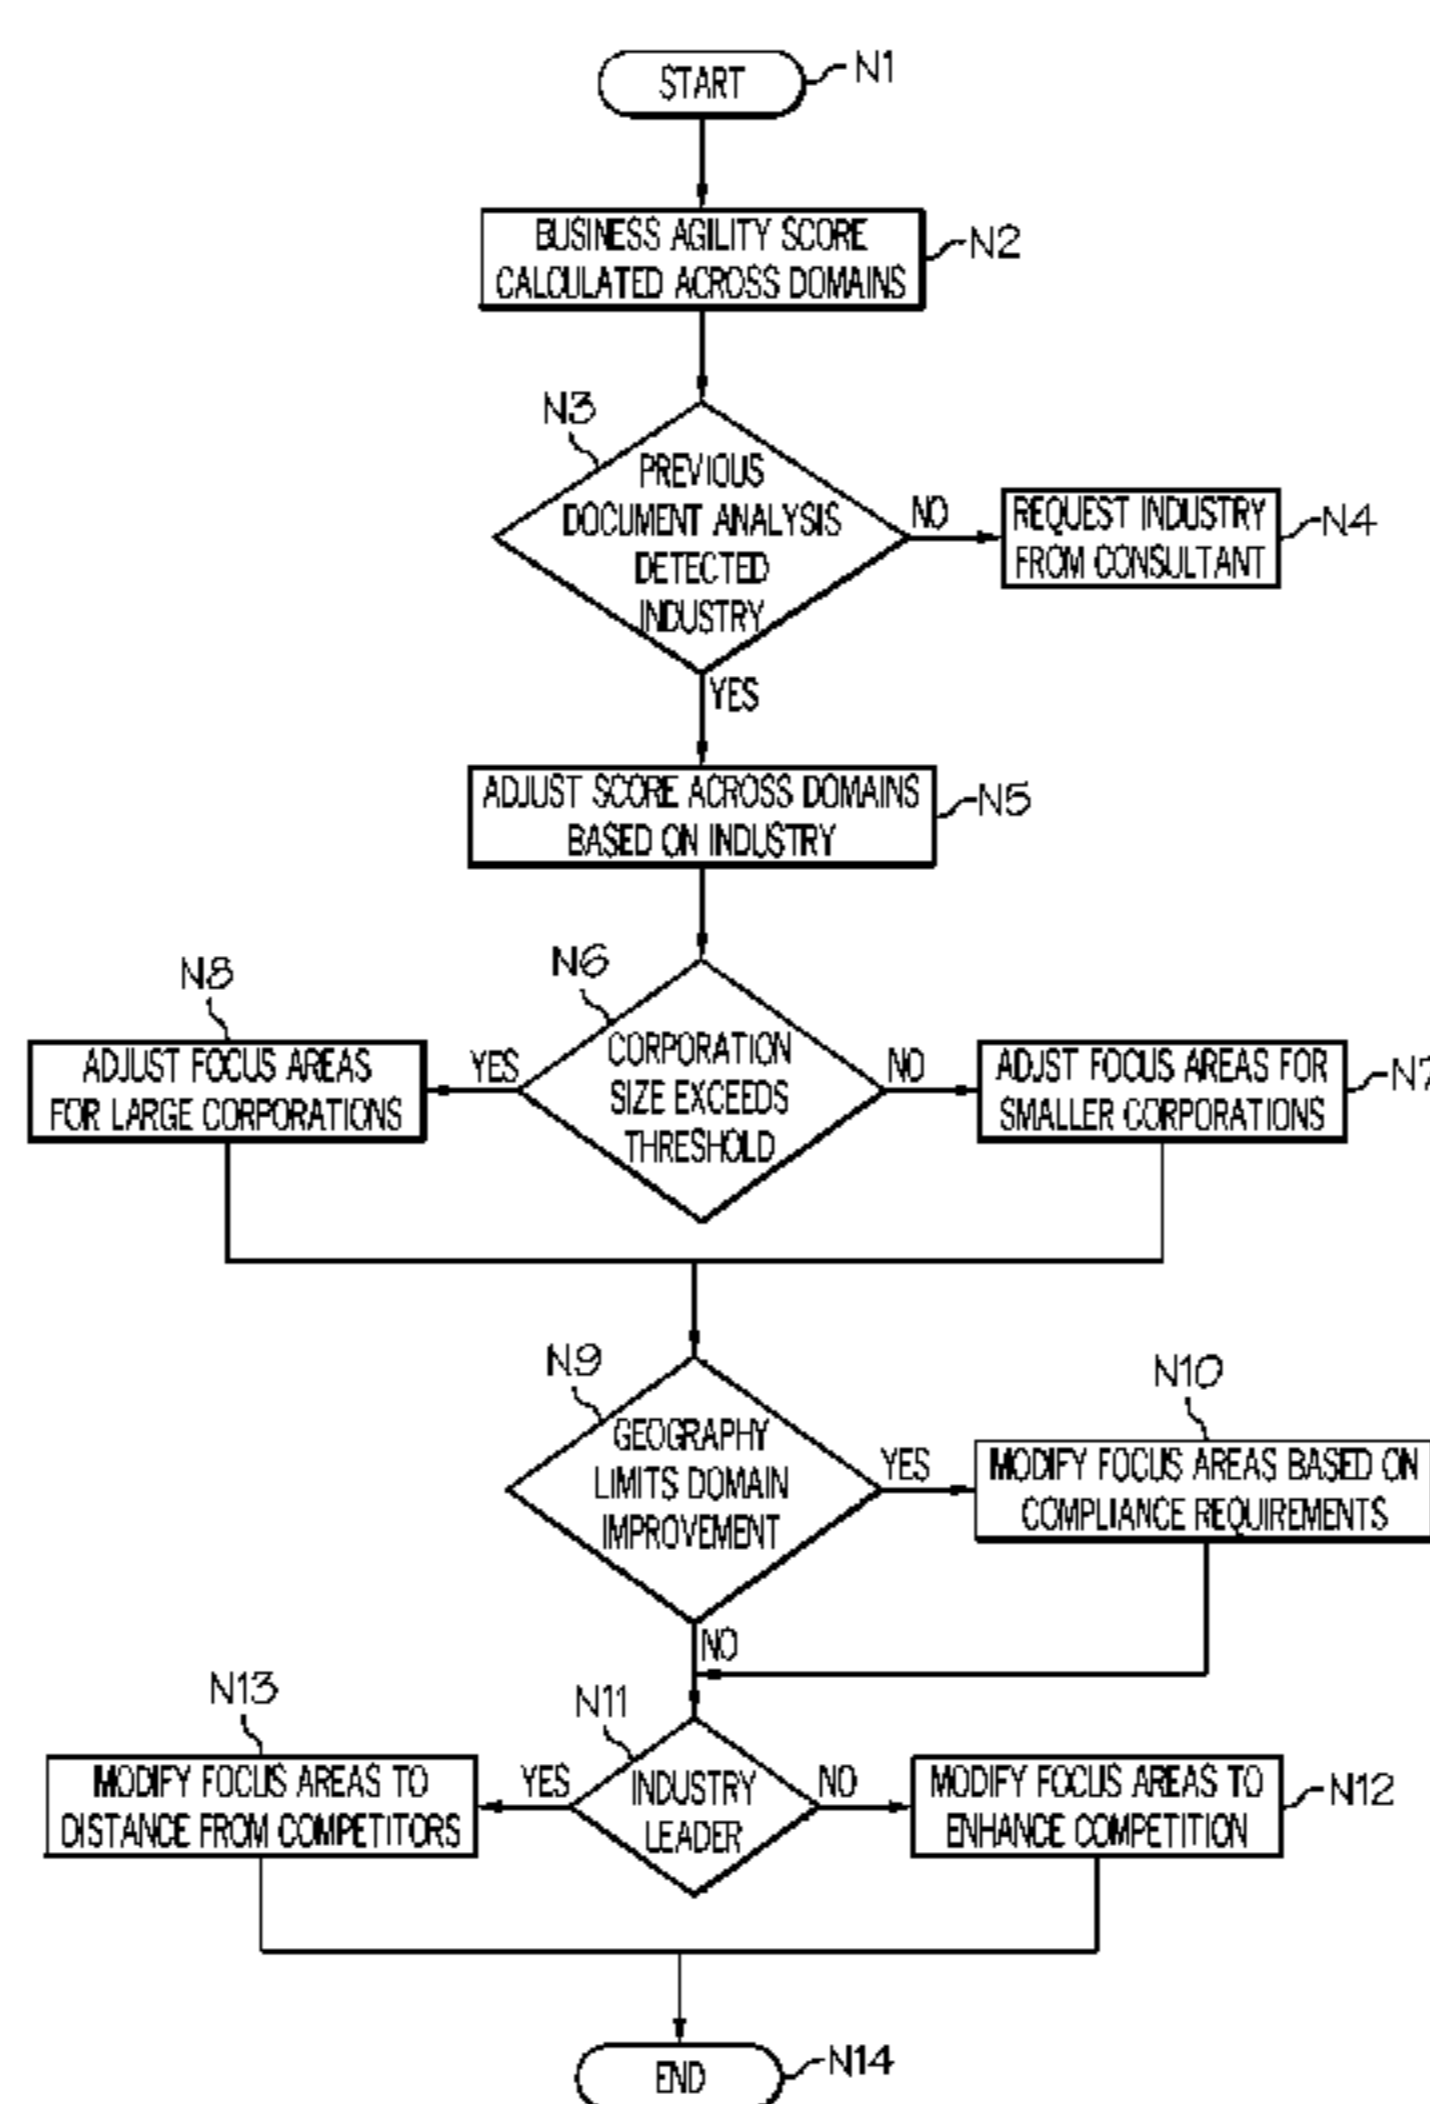 START
N1
BUSINESS AGILITY SCORE
CALCULATED ACROSS DOMAINS
N2
N3
PREVIOUS
DOCUMENT ANALYSIS
DETECTED
INDUSTRY
NO
REQUEST INDUSTRY
FROM CONSULTANT
N4
YES
ADJUST SCORE ACROSS DOMAINS
BASED ON INDUSTRY
N5
N8
N6
ADJUST FOCUS AREAS
FOR LARGE CORPORATIONS
YES
CORPORATION
SIZE EXCEEDS
THRESHOLD
NO
ADJST FOCUS AREAS FOR
SMALLER CORPORATIONS
N7
N9
N10
GEOGRAPHY
LIMITS DOMAIN
IMPROVEMENT
YES
MODIFY FOCUS AREAS BASED ON
COMPLIANCE REQUIREMENTS
NO
N13
N11
MODIFY FOCUS AREAS TO
DISTANCE FROM COMPETITORS
YES
INDUSTRY
LEADER
NO
MODIFY FOCUS AREAS TO
ENHANCE COMPETITION
N12
END
N14